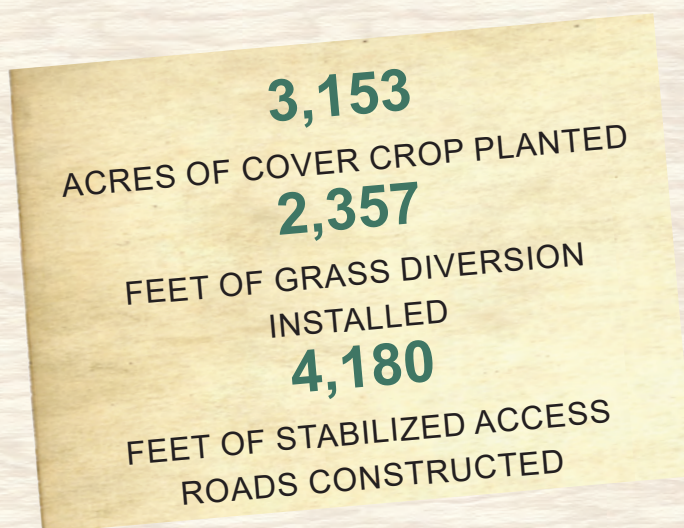 3,153
ACRES OF COVER CROP PLANTED
2,357
FEET OF GRASS DIVERSION
INSTALLED
4,180
FEET OF STABILIZED ACCESS
ROADS CONSTRUCTED